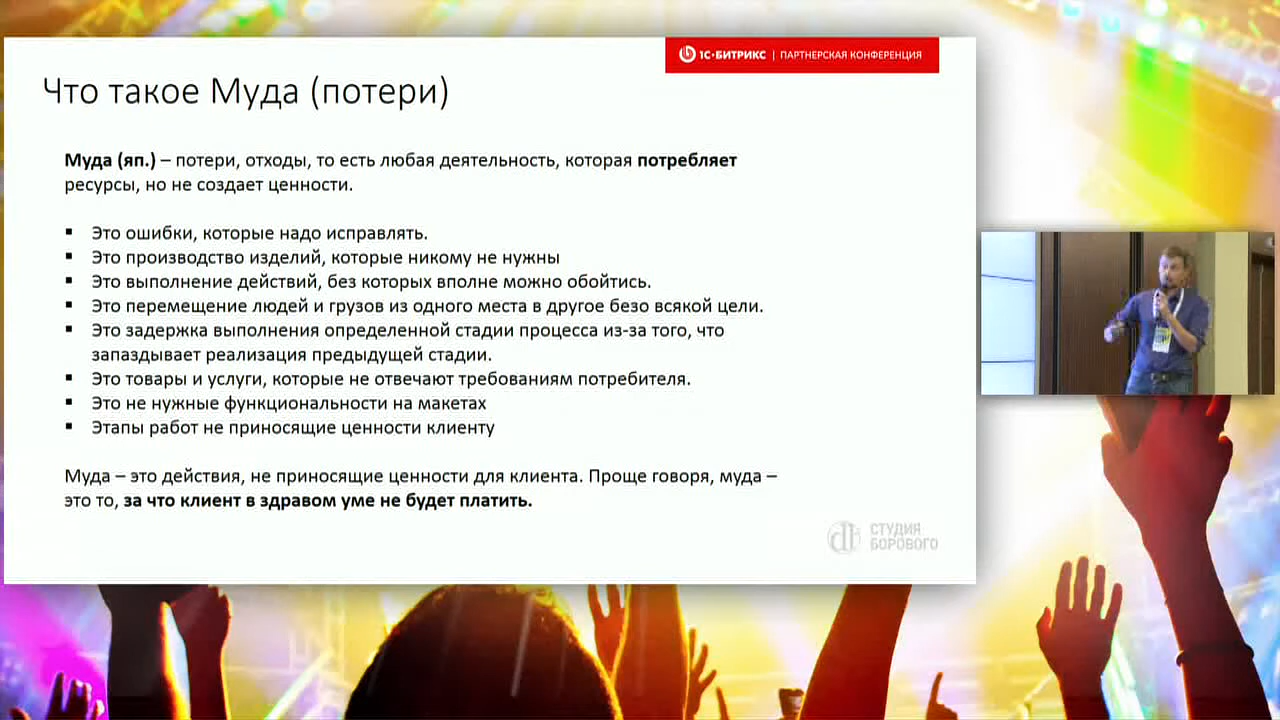 1С·БИТРИКС | ПАРТНЕРСКАЯ КОНФЕРЕНЦИЯ
Что такое Муда (потери)
Муда (яп.) – потери, отходы, то есть любая деятельность, которая потребляет
ресурсы, но не создает ценности.
▪ Это ошибки, которые надо исправлять.
▪ Это производство изделий, которые никому не нужны
▪ Это выполнение действий, без которых вполне можно обойтись.
▪ Это перемещение людей и грузов из одного места в другое безо всякой цели.
▪ Это задержка выполнения определенной стадии процесса из-за того, что
запаздывает реализация предыдущей стадии.
▪ Это товары и услуги, которые не отвечают требованиям потребителя.
▪ Это не нужные функциональности на макетах
▪ Этапы работ не приносящие ценности клиенту
Муда – это действия, не приносящие ценности для клиента. Проще говоря, муда –
это то, за что клиент в здравом уме не будет платить.
СТУДИЯ
БОРОВОГО